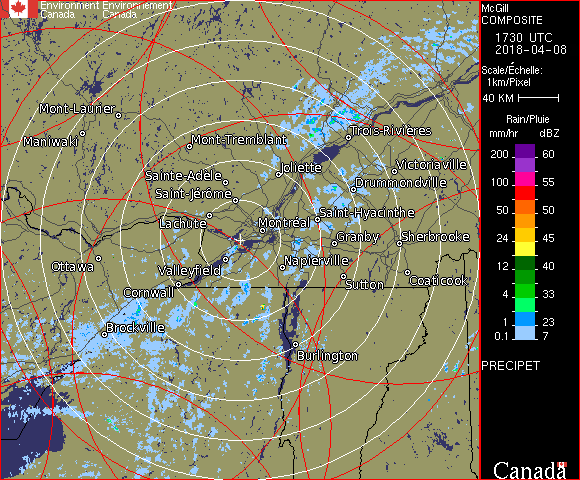 Environment Environnement
Canada Canada
McGill
COMPOSITE
1730 UTC
2018-04-08
Scale/Échelle:
1km/Pixel
40 KM
Rain/Pluie
mm/hr dBZ
200 60
100 55
50 50
24 45
12 40
4 33
1 23
0.1 7
PRECIPET
Canada
Mont-Laurier
Maniwaki
Mont-Tremblant
Trois-Rivières
Joliette
Victoriaville
Sainte-Adèle
Drummondville
Saint-Jérôme
Saint-Hyacinthe
Lachute
Montréal
Granby
Sherbrooke
Ottawa
Valleyfield
Napierville
Sutton
Coaticook
Cornwall
Brockville
Burlington